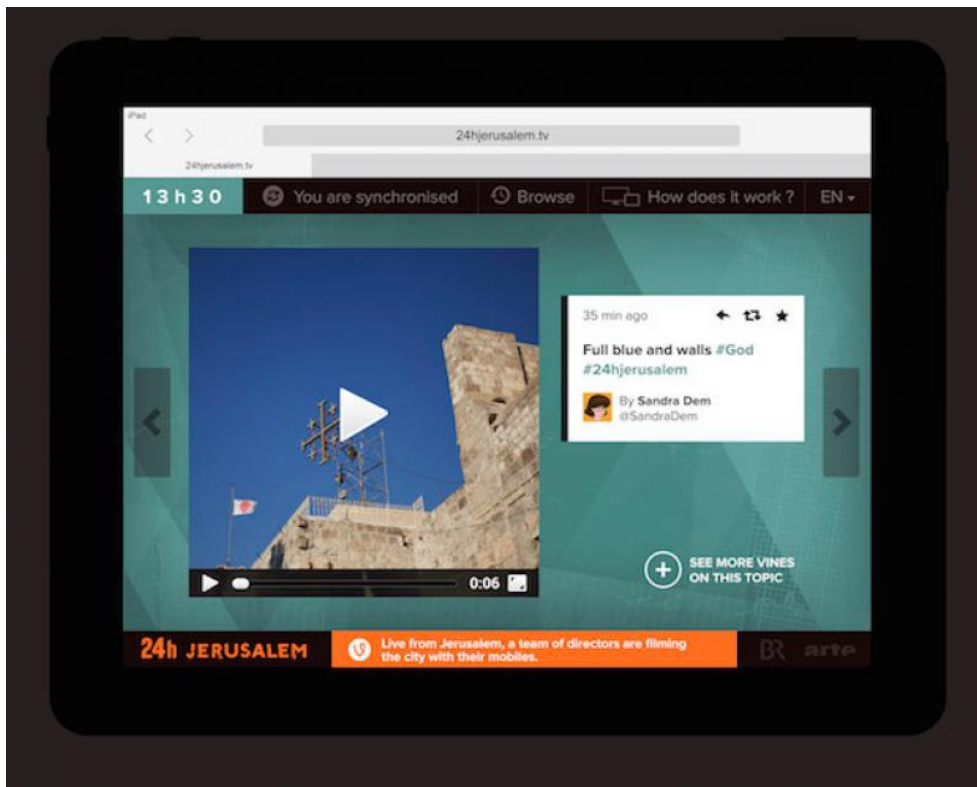 iPad
24hjerusalem.tv
24hjerusalem.tv
13h30
You are synchronised
Browse
How does it work ?
EN
35 min ago
Full blue and walls #God
#24hjerusalem
By Sandra Dem
@SandraDem
0:06
SEE MORE VINES
ON THIS TOPIC
24h JERUSALEM
Live from Jerusalem, a team of directors are filming
the city with their mobiles.
BR arte